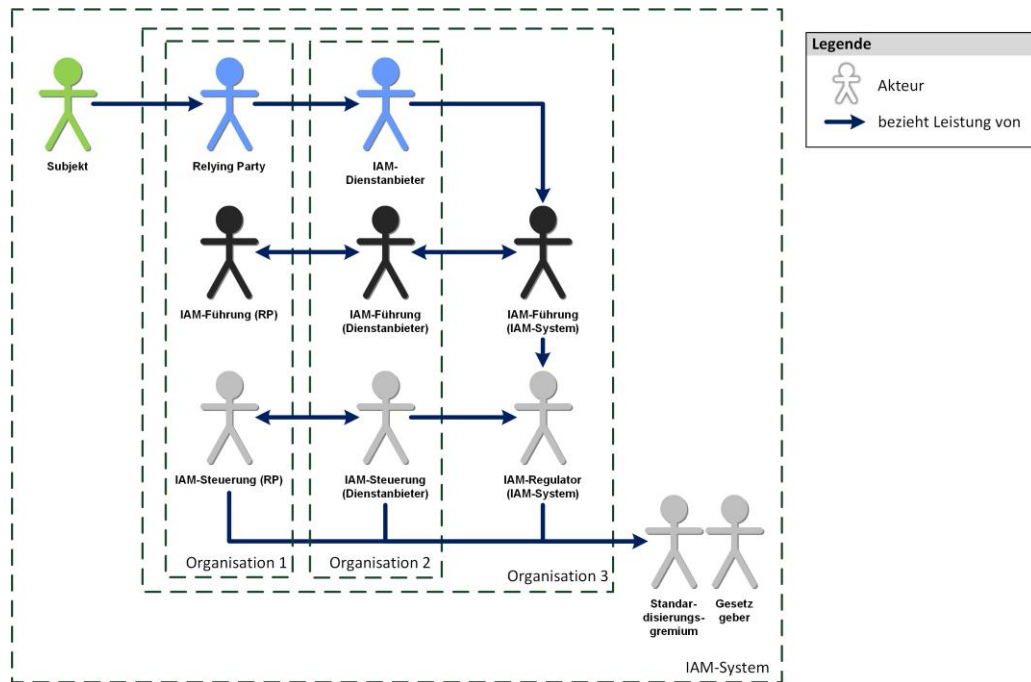 Legende
Akteur
bezieht Leistung von
Subjekt
Relying Party
IAM-
Dienstanbieter
IAM-Führung (RP)
IAM-Führung
(Dienstanbieter)
IAM-Führung
(IAM-System)
IAM-Steuerung (RP)
IAM-Steuerung
(Dienstanbieter)
IAM-Regulator
(IAM-System)
Organisation 1
Organisation 2
Organisation 3
Standar-
disierungs-
gremium
Gesetz
geber
IAM-System